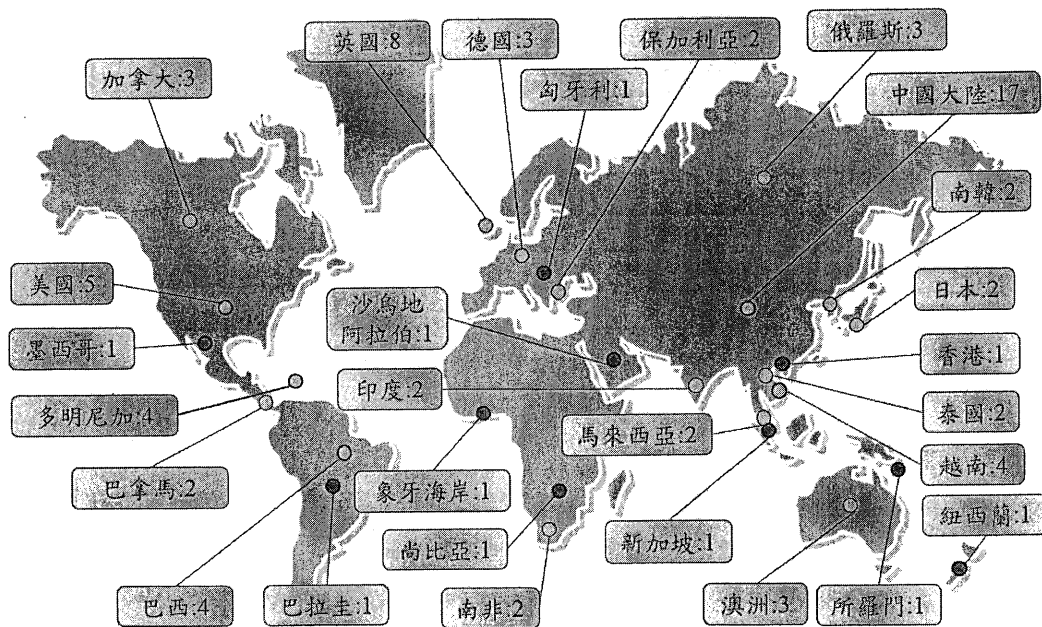 英國:8
德國:3
保加利亞:2
俄羅斯:3
加拿大:3
匈牙利:1
中國大陸:17
南韓:2
美國:5
沙烏地
阿拉伯:1
日本:2
墨西哥:1
香港:1
印度:2
多明尼加:4
泰國:2
馬來西亞:2
越南:4
巴拿馬:2
象牙海岸:1
紐西蘭:1
尚比亞:1
新加坡:1
巴西:4
巴拉圭:1
南非:2
澳洲:3
所羅門:1